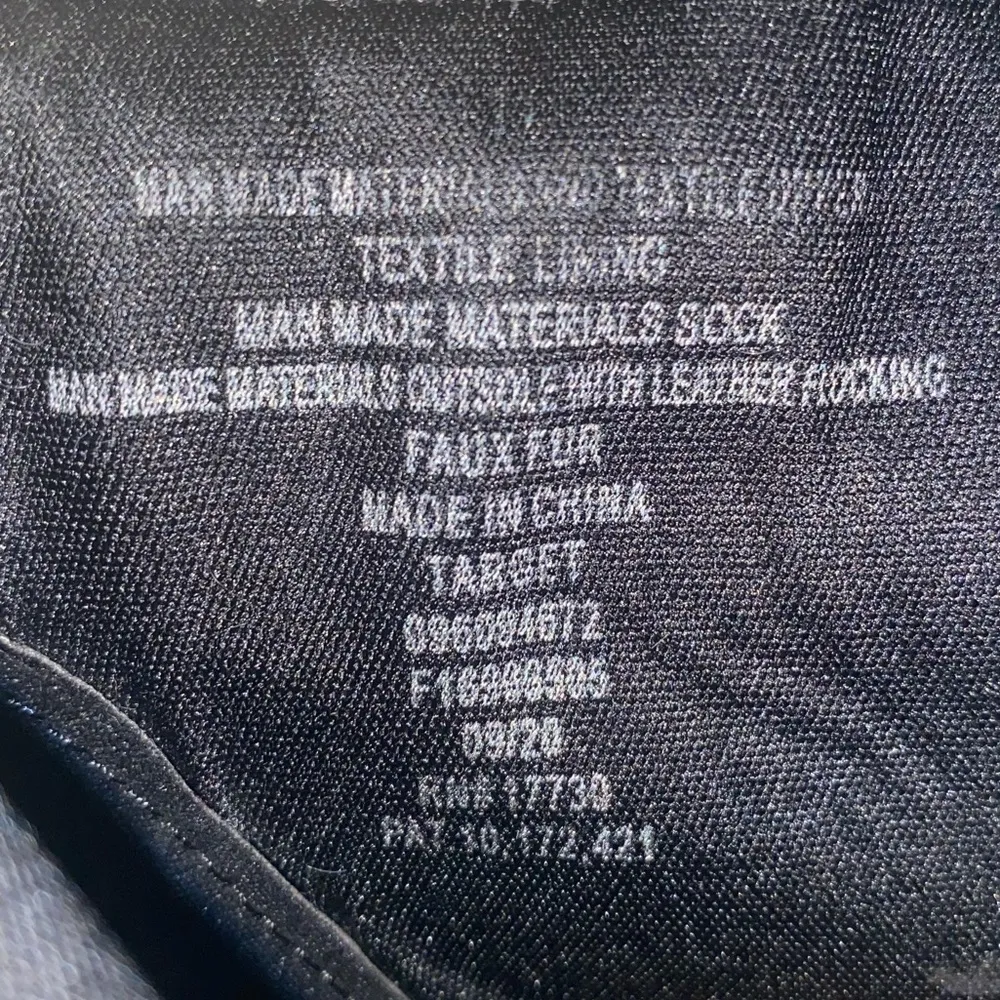 MAN MADE MATERIALS AND TEXTILE UPPER
TEXTILE LINING
MAN MADE MATERIALS SOCK
MAN MADE MATERIALS OUTSOLE WITH LEATHER FLOCKING
FAUX FUR
MADE IN CHINA
TARGET
096094672
09/20
RN# 17730
PAT 10,172,421